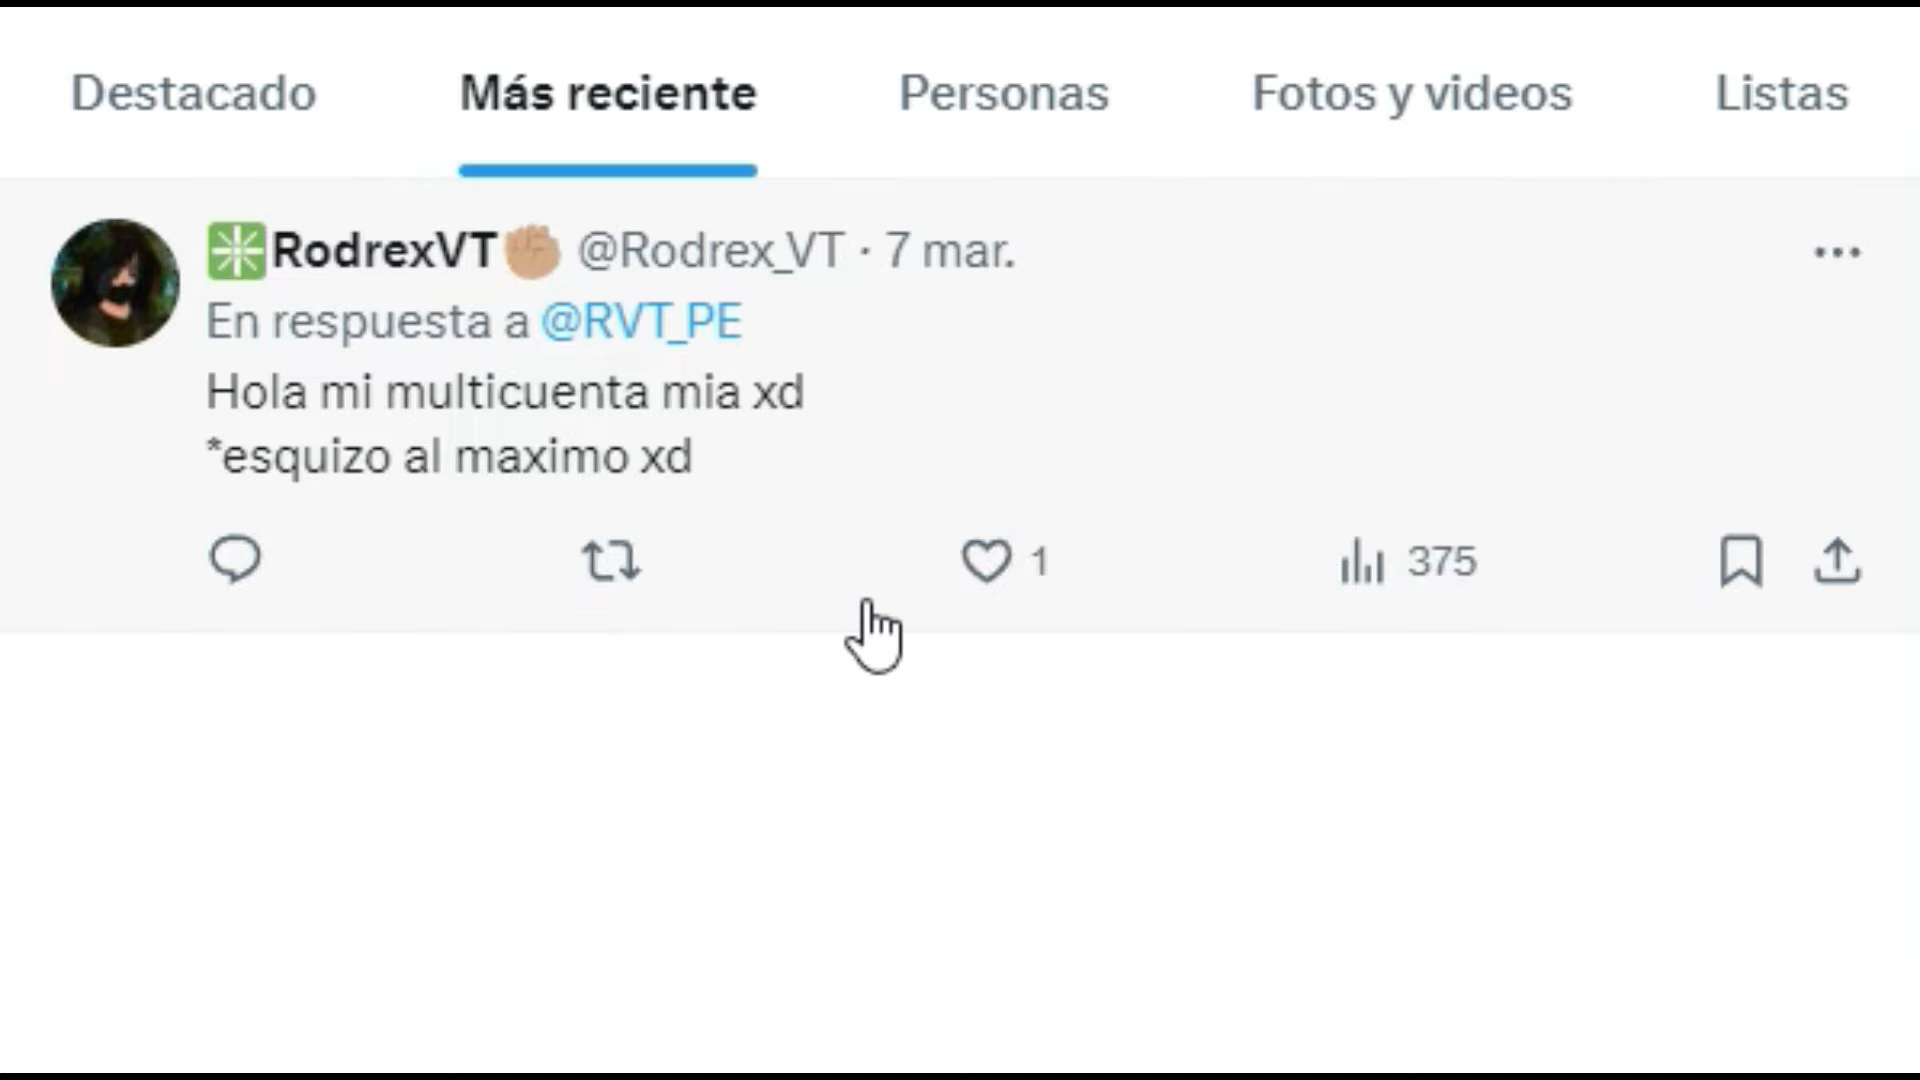 Destacado Más reciente Personas Fotos y videos Listas
RodrexVT @Rodrex_VT · 7 mar.
En respuesta a @RVT_PE
Hola mi multicuenta mia xd
*esquizo al maximo xd
1 375